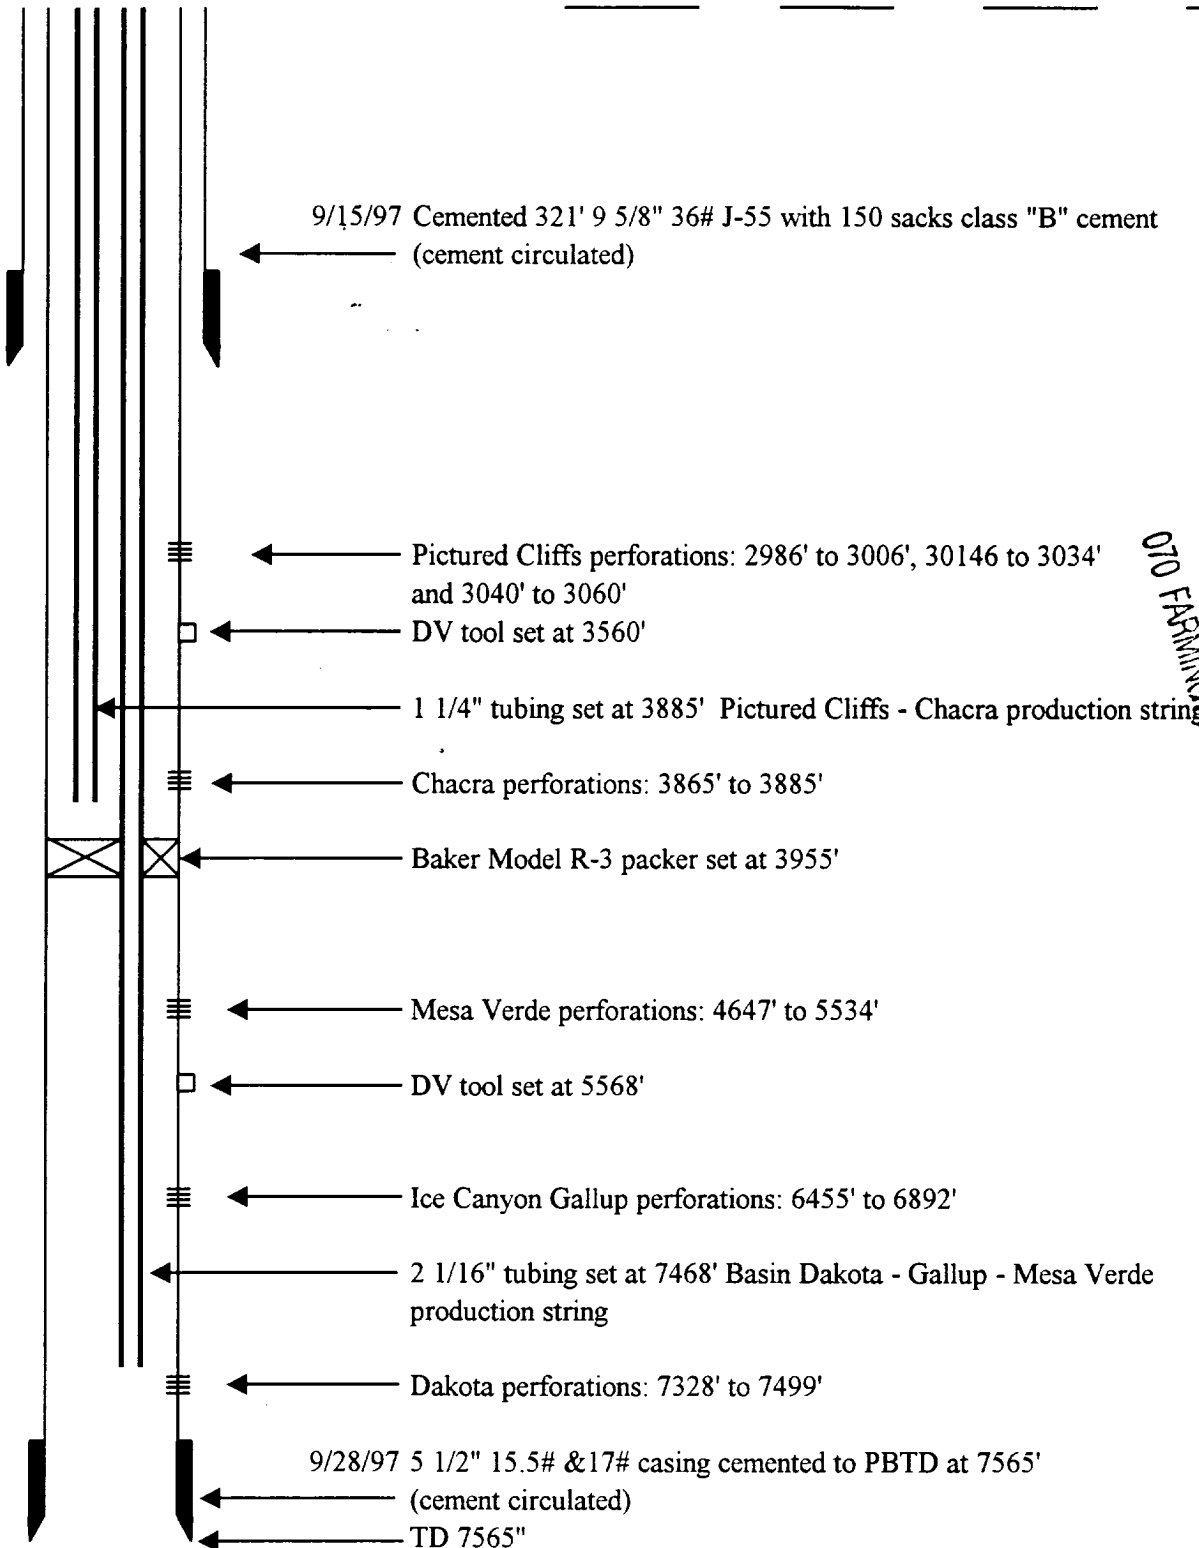 9/15/97 Cemented 321' 9 5/8" 36# J-55 with 150 sacks class "B" cement
(cement circulated)
Pictured Cliffs perforations: 2986' to 3006', 30146 to 3034'
and 3040' to 3060'
DV tool set at 3560'
070 FARMING
1 1/4" tubing set at 3885' Pictured Cliffs - Chacra production string
Chacra perforations: 3865' to 3885'
Baker Model R-3 packer set at 3955'
Mesa Verde perforations: 4647' to 5534'
DV tool set at 5568'
Ice Canyon Gallup perforations: 6455' to 6892'
2 1/16" tubing set at 7468' Basin Dakota - Gallup - Mesa Verde
production string
Dakota perforations: 7328' to 7499'
9/28/97 5 1/2" 15.5# &17# casing cemented to PBTD at 7565'
(cement circulated)
TD 7565"